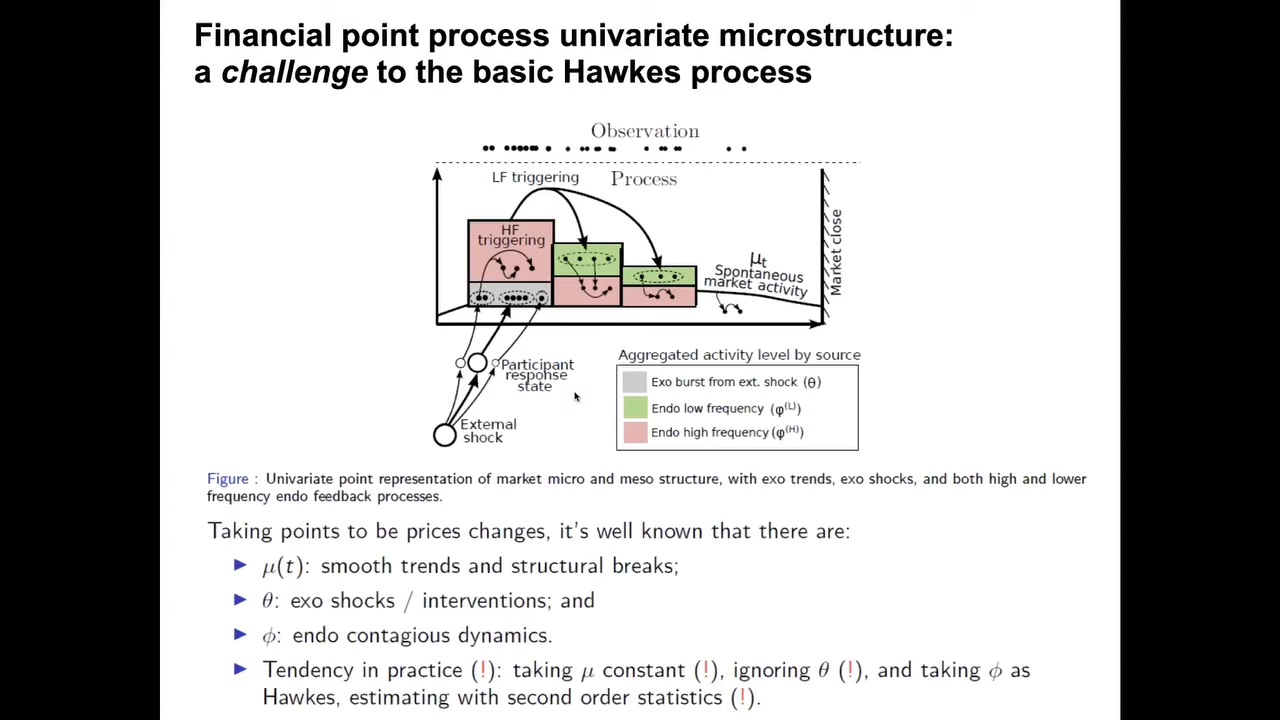 Financial point process univariate microstructure:
a challenge to the basic Hawkes process
Observation
LF triggering
Process
HF
triggering
μt
Spontaneous
market activity
Market close
Participant
response
state
External
shock
Aggregated activity level by source
Exo burst from ext. shock (θ)
Endo low frequency (φ(L))
Endo high frequency (φ(H))
Figure : Univariate point representation of market micro and meso structure, with exo trends, exo shocks, and both high and lower
frequency endo feedback processes.
Taking points to be prices changes, it's well known that there are:
▶ μ(t): smooth trends and structural breaks;
▶ θ: exo shocks / interventions; and
▶ ϕ: endo contagious dynamics.
▶ Tendency in practice (!): taking μ constant (!), ignoring θ (!), and taking ϕ as
Hawkes, estimating with second order statistics (!).